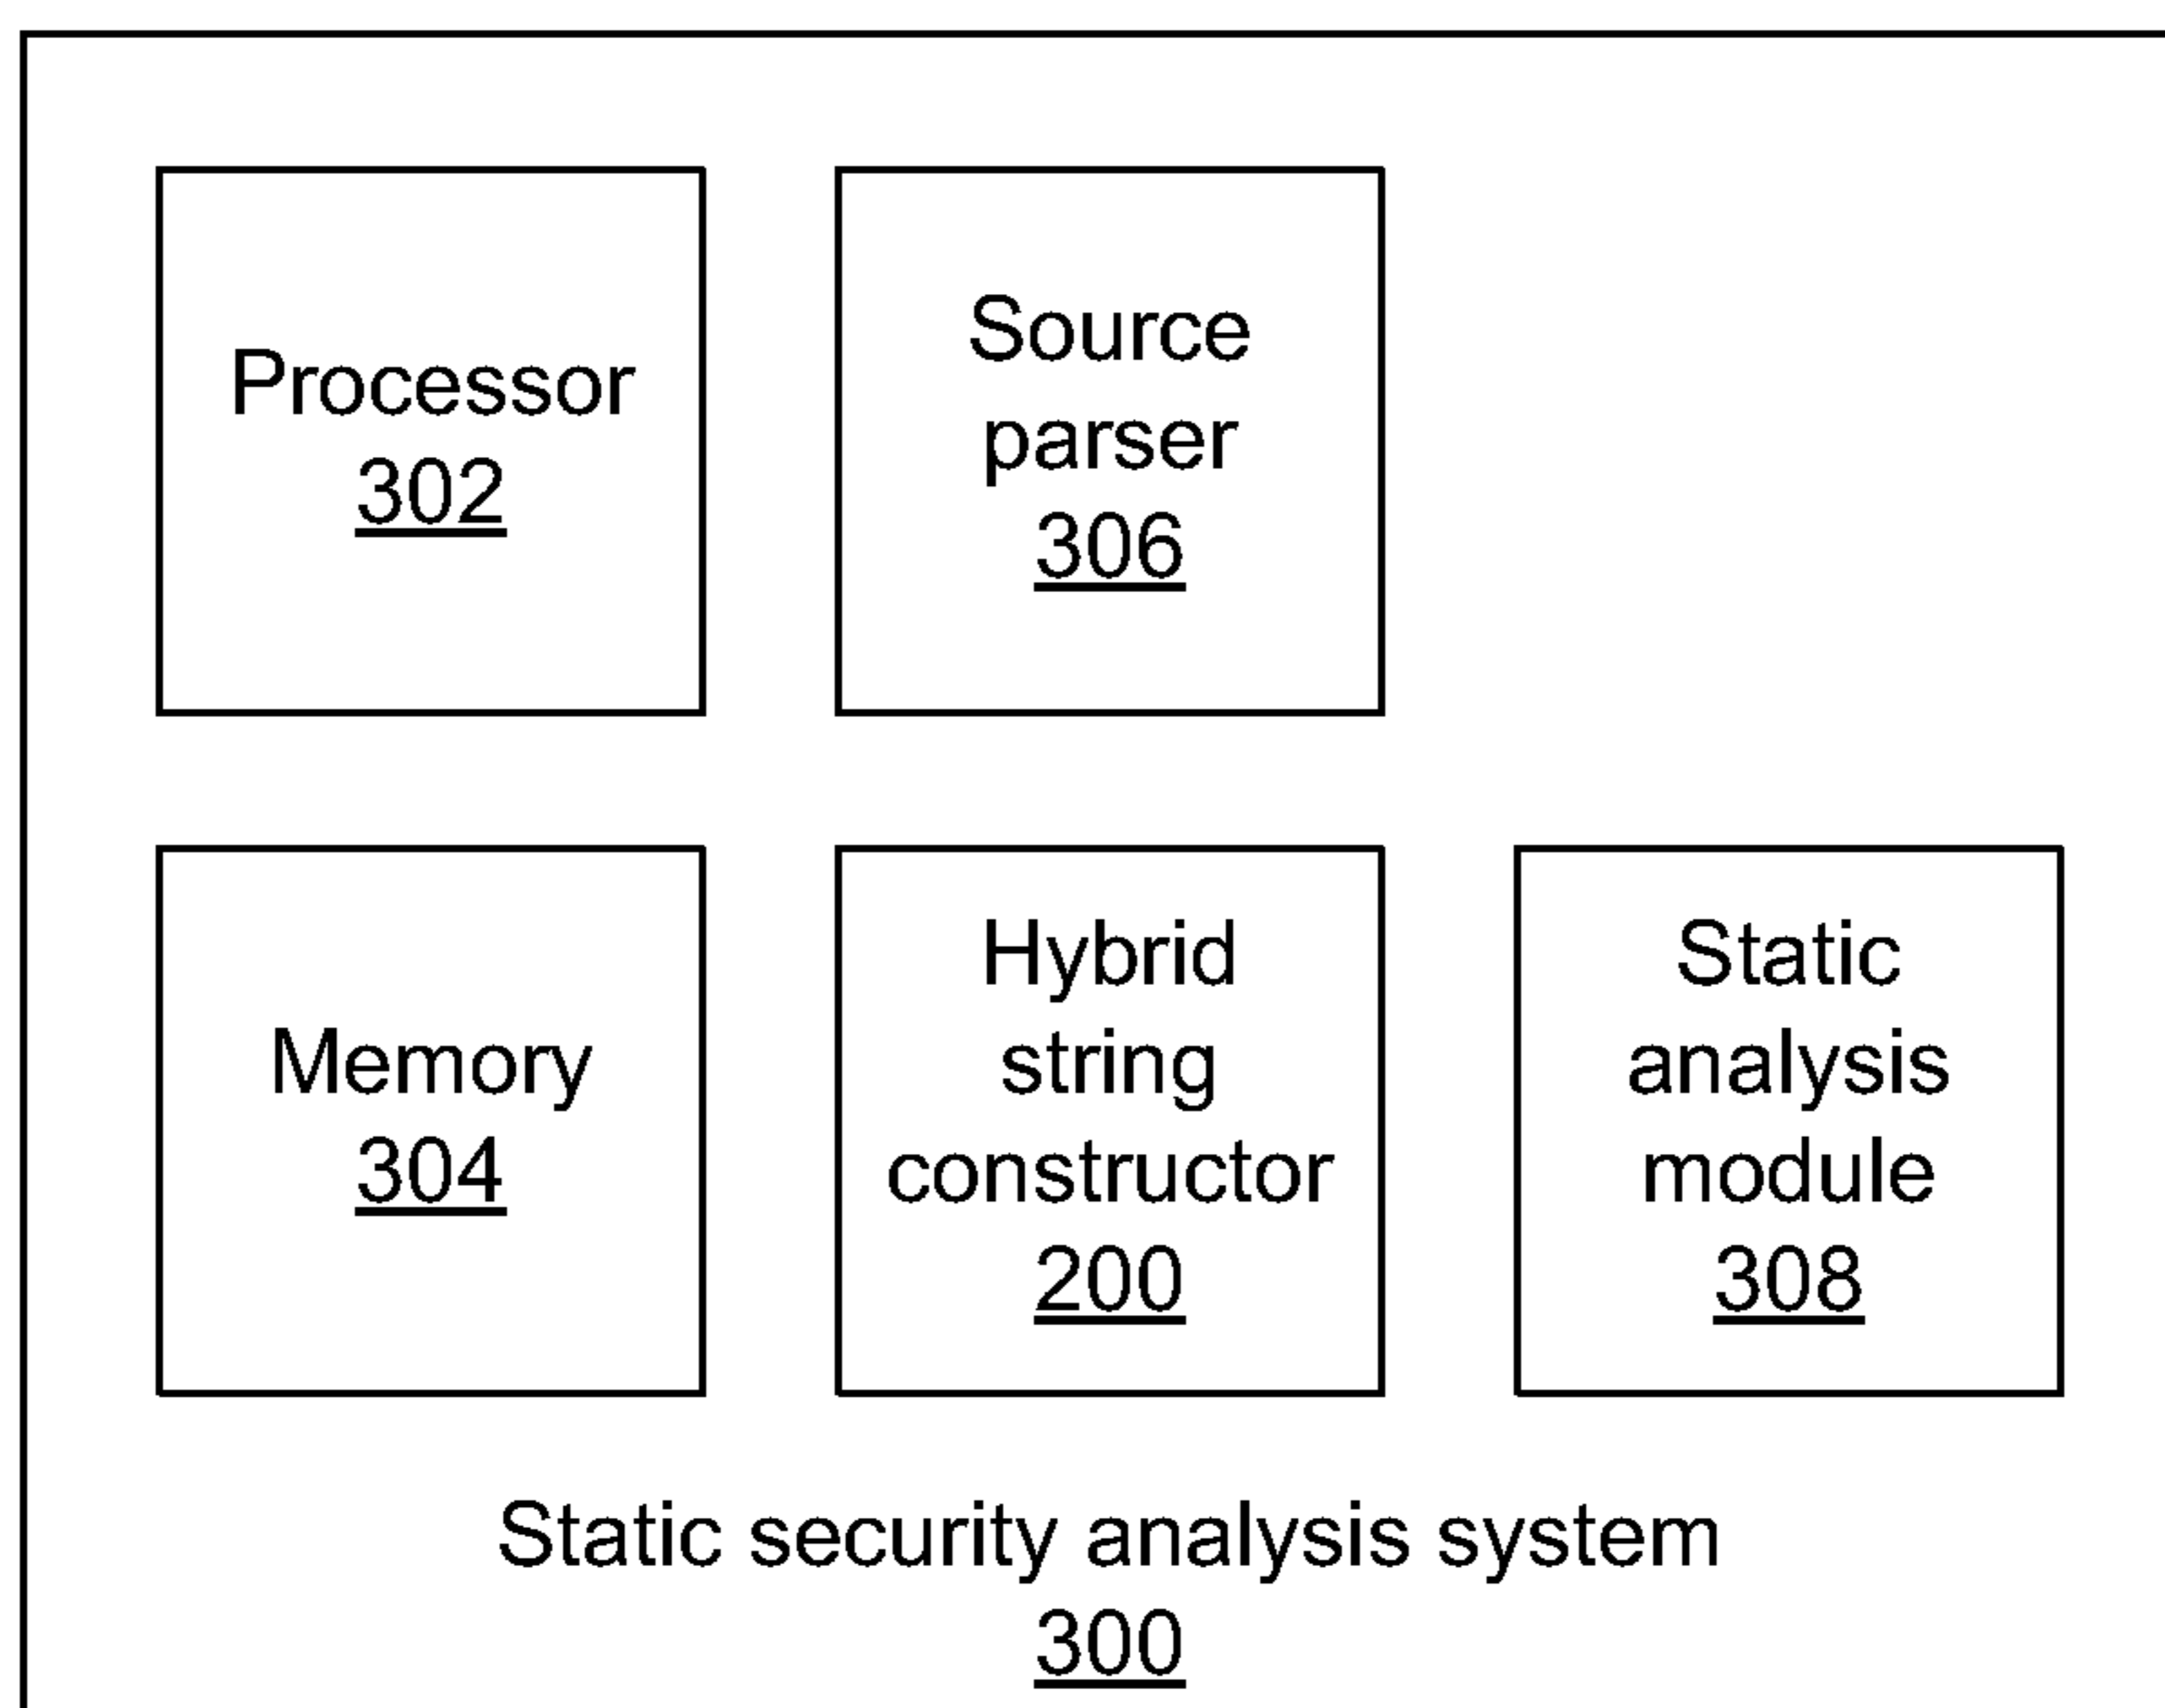 Processor
302
Source
parser
306
Memory
304
Hybrid
string
constructor
200
Static
analysis
module
308
Static security analysis system
300